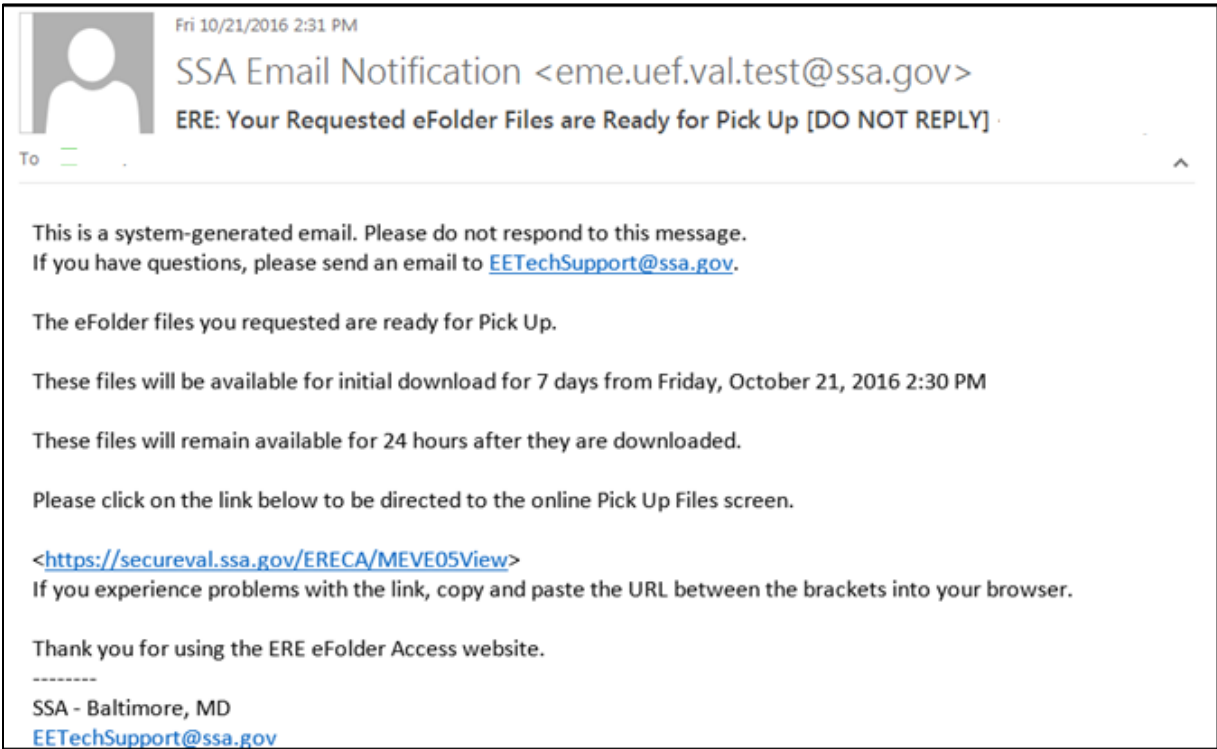 Fri 10/21/2016 2:31 PM
SSA Email Notification <eme.uef.val.test@ssa.gov>
ERE: Your Requested eFolder Files are Ready for Pick Up [DO NOT REPLY]
To
This is a system-generated email. Please do not respond to this message.
If you have questions, please send an email to EETechSupport@ssa.gov.
The eFolder files you requested are ready for Pick Up.
These files will be available for initial download for 7 days from Friday, October 21, 2016 2:30 PM
These files will remain available for 24 hours after they are downloaded.
Please click on the link below to be directed to the online Pick Up Files screen.
<https://secureval.ssa.gov/ERECA/MEVE05View>
If you experience problems with the link, copy and paste the URL between the brackets into your browser.
Thank you for using the ERE eFolder Access website.
--------
SSA - Baltimore, MD
EETechSupport@ssa.gov